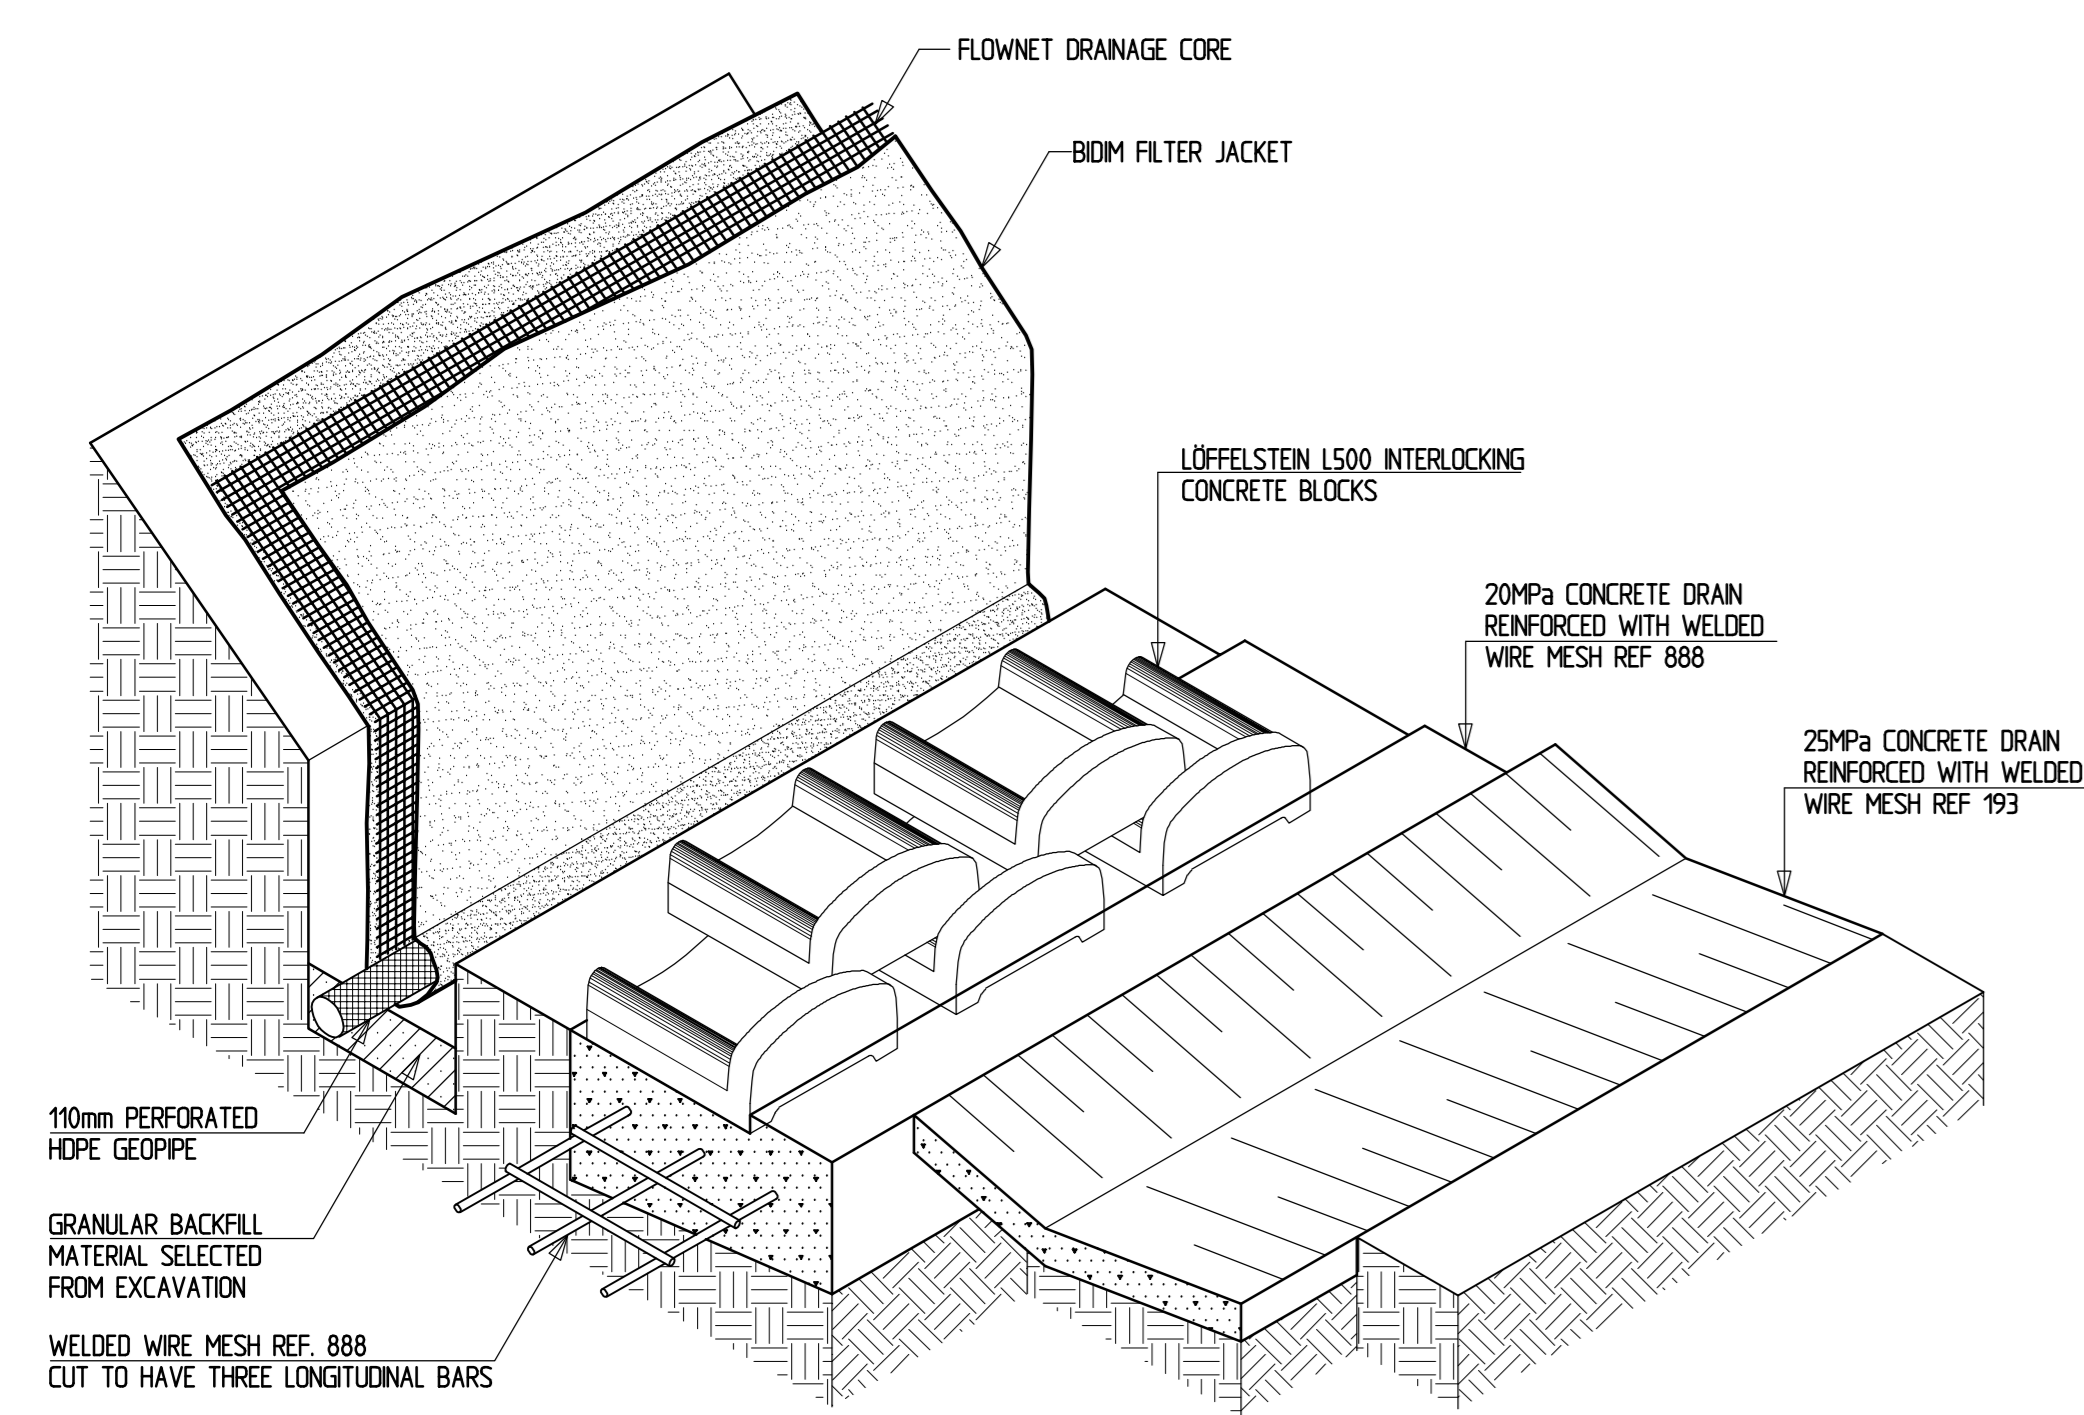 FLOWNET DRAINAGE CORE
BIDIM FILTER JACKET
LÖFFELSTEIN L500 INTERLOCKING
CONCRETE BLOCKS
20MPa CONCRETE DRAIN
REINFORCED WITH WELDED
WIRE MESH REF 888
25MPa CONCRETE DRAIN
REINFORCED WITH WELDED
WIRE MESH REF 193
110mm PERFORATED
HDPE GEOPIPE
GRANULAR BACKFILL
MATERIAL SELECTED
FROM EXCAVATION
WELDED WIRE MESH REF. 888
CUT TO HAVE THREE LONGITUDINAL BARS